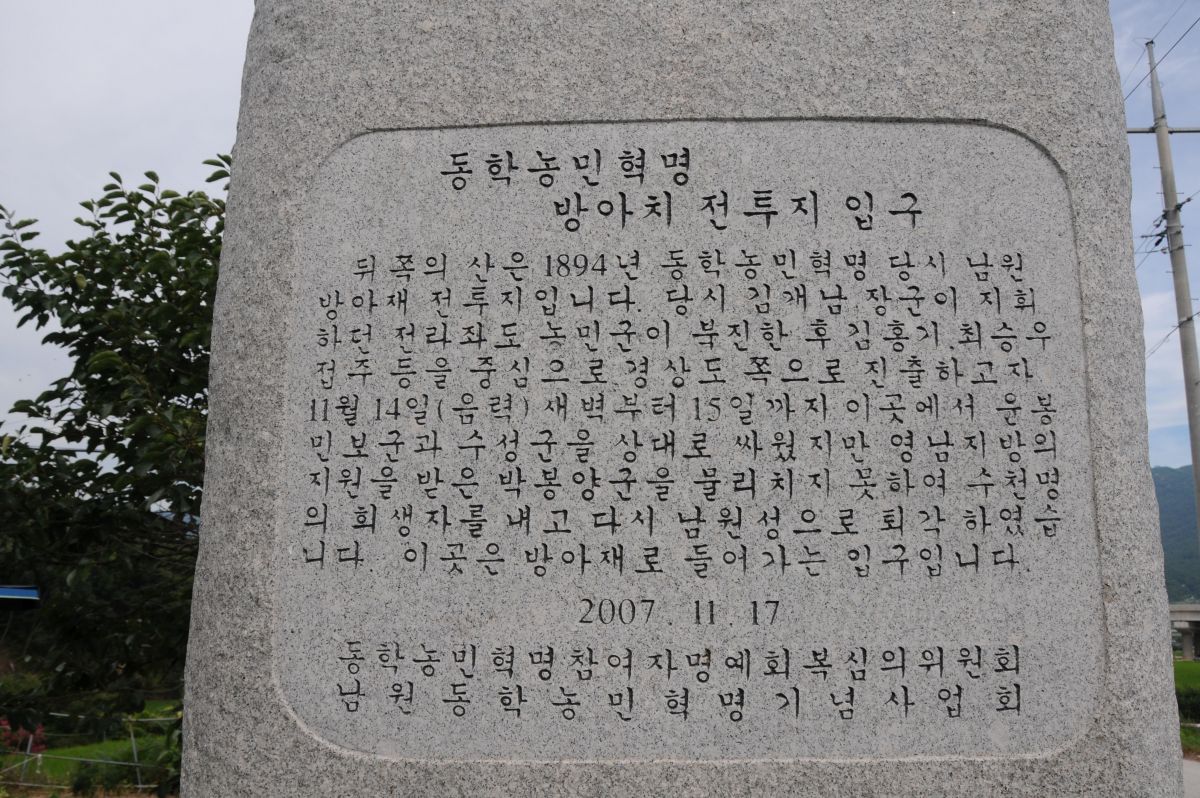 동학농민혁명
방아치 전투지 입구
뒤쪽의 산은 1894년 동학농민혁명 당시 남원
방아재 전투지입니다. 당시 김개남 장군이 지휘
하던 전라좌도 농민군이 북진한 후 김홍기.최승우
접주 등을 중심으로 경상도 쪽으로 진출하고자
11월 14일(음력) 새벽부터 15일까지 이곳에서 운봉
민보군과 수성군을 상대로 싸웠지만 영남지방의
지원을 받은 박봉양군을 물리치지 못하여 수천명
의 희생자를 내고 다시 남원성으로 퇴각 하였습
니다. 이곳은 방아재로 들어가는 입구입니다.
2007. 11. 17
동학농민혁명참여자명예회복심의위원회
남원동학농민혁명기념사업회